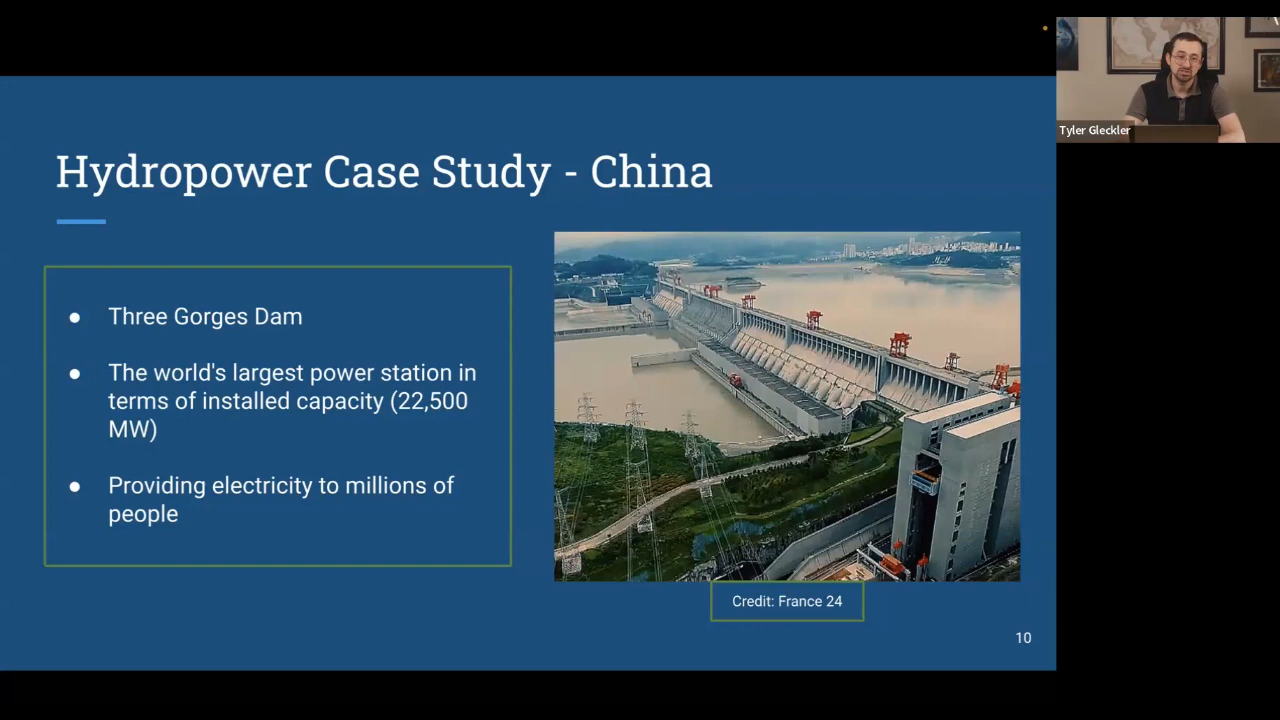 Hydropower Case Study - China
● Three Gorges Dam
● The world's largest power station in
terms of installed capacity (22,500
MW)
● Providing electricity to millions of
people
Credit: France 24
10
Tyler Gleckler